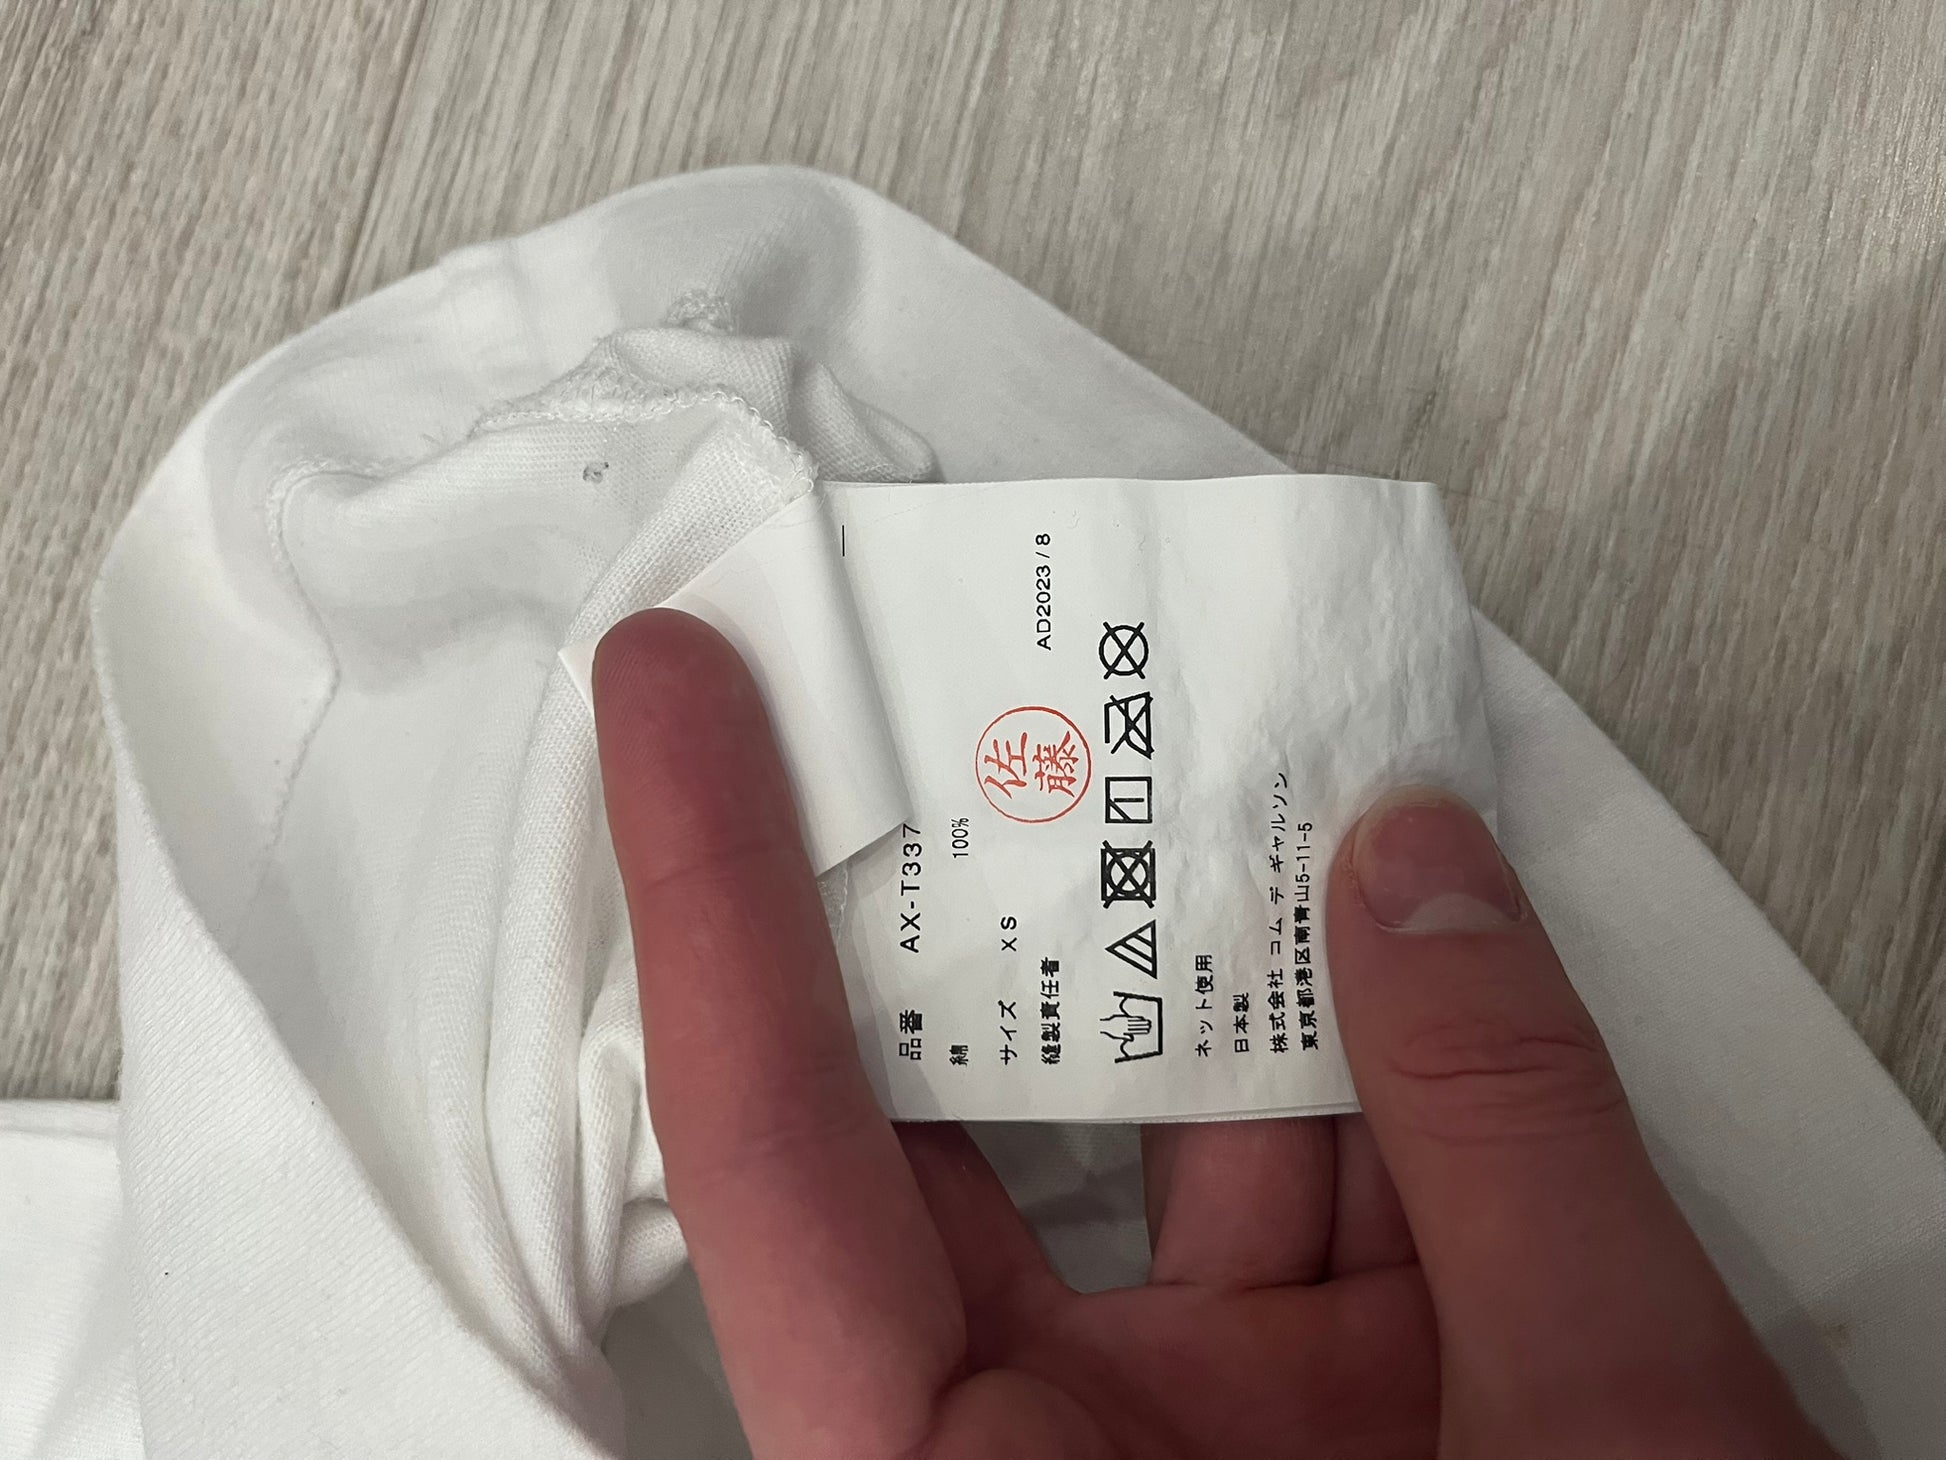 品番 AX-T337
綿 100%
サイズ XS
縫製責任者 佐藤 AD2023/8
ネット使用
日本製
株式会社 コム デ ギャルソン
東京都港区南青山5-11-5